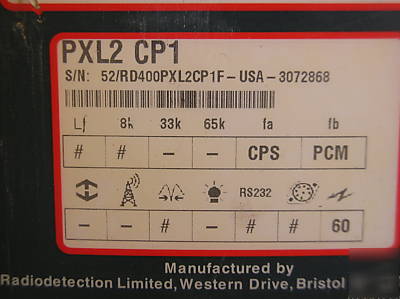 PXL2 CP1
S/N: 52/RD400PXL2CP1F-USA-3072868
Lf 8k 33k 65k fa fb
# # - - CPS PCM
RS232
- - # - # # 60
Manufactured by
Radiodetection Limited, Western Drive, Bristol